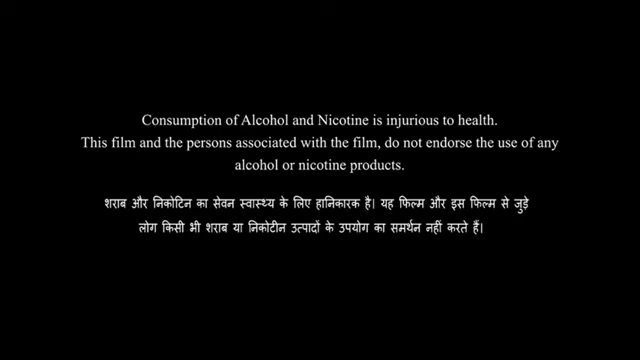 Consumption of Alcohol and Nicotine is injurious to health.
This film and the persons associated with the film, do not endorse the use of any
alcohol or nicotine products.
शराब और निकोटिन का सेवन स्वास्थ्य के लिए हानिकारक है। यह फिल्म और इस फिल्म से जुड़े
लोग किसी भी शराब या निकोटीन उत्पादों के उपयोग का समर्थन नहीं करते हैं।